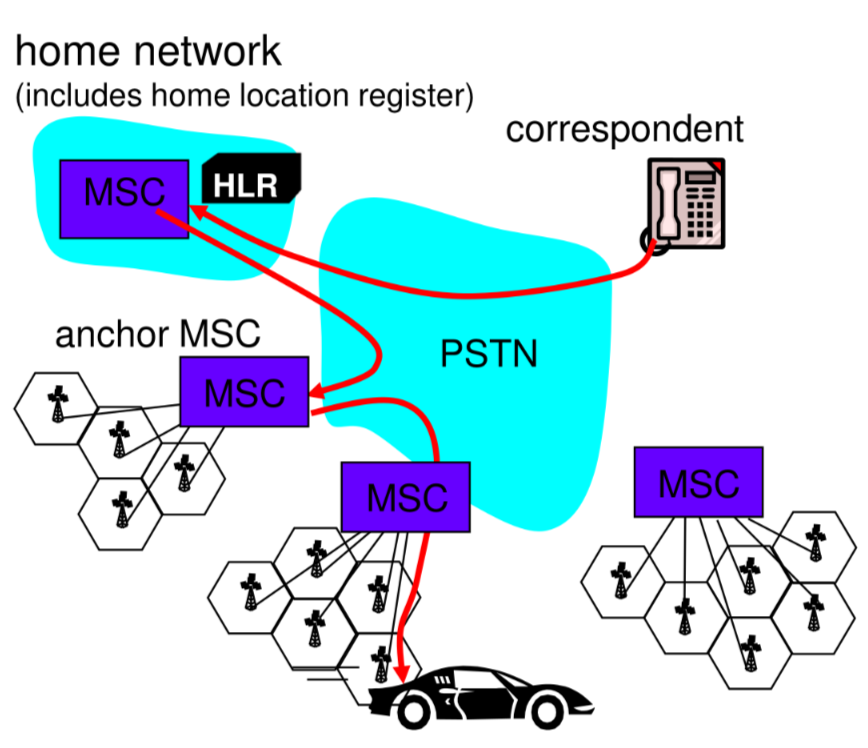 home network
(includes home location register)
correspondent
MSC
HLR
anchor MSC
PSTN
MSC
MSC
MSC